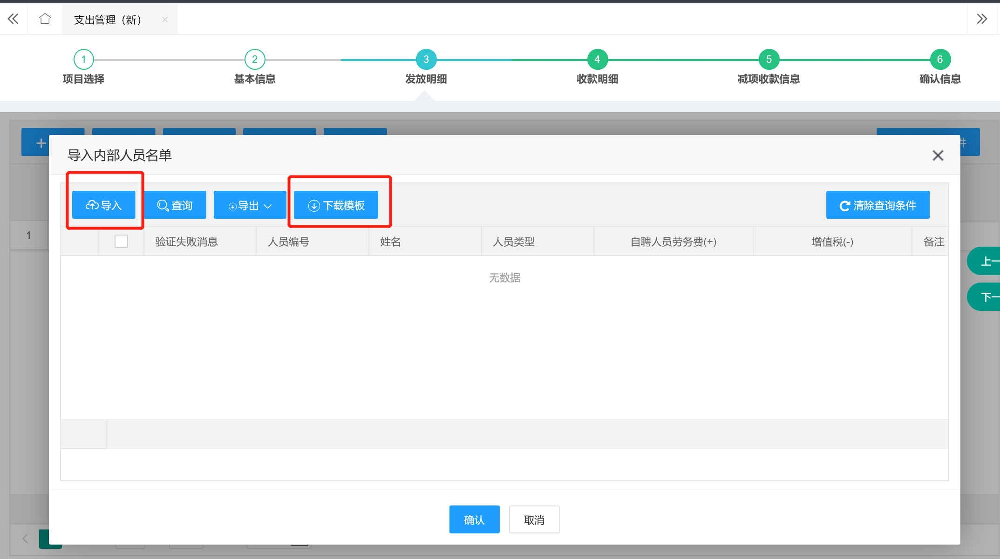 支出管理（新）
1 2 3 4 5 6
项目选择 基本信息 发放明细 收款明细 减项收款信息 确认信息
导入内部人员名单
导入 查询 导出 下载模板 清除查询条件
验证失败消息 人员编号 姓名 人员类型 自聘人员劳务费(+) 增值税(-) 备注
1
无数据
上一
下一
确认 取消